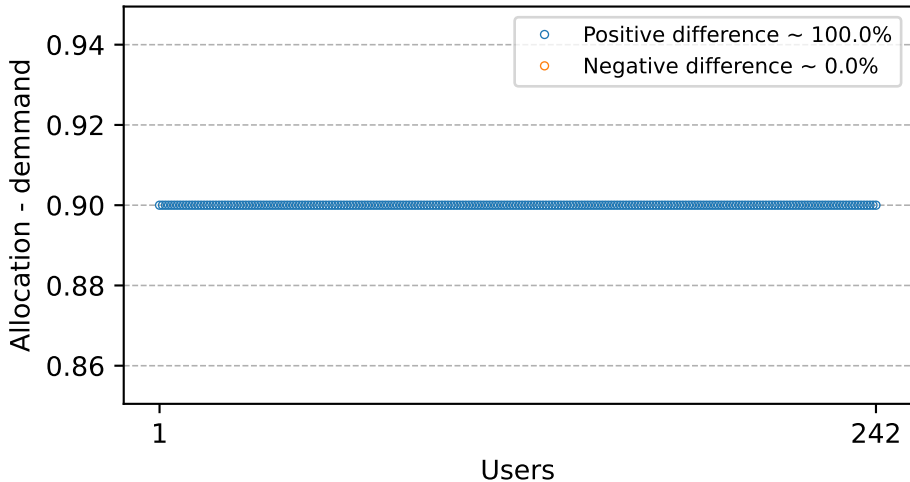 Allocation - demmand
0.94
0.92
0.90
0.88
0.86
Positive difference ~ 100.0%
Negative difference ~ 0.0%
1
242
Users